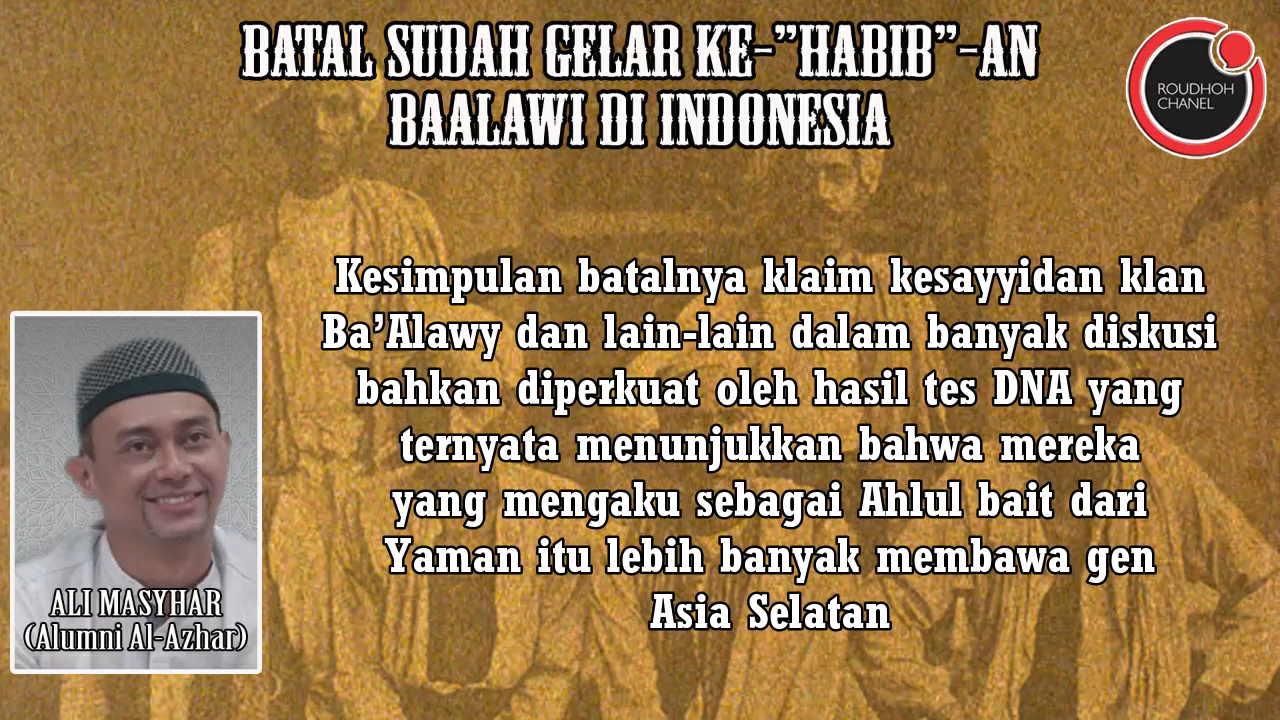 BATAL SUDAH GELAR KE-"HABIB"-AN
BAALAWI DI INDONESIA
ROUDHOH
CHANEL
Kesimpulan batalnya klaim kesayyidan klan
Ba'Alawy dan lain-lain dalam banyak diskusi
bahkan diperkuat oleh hasil tes DNA yang
ternyata menunjukkan bahwa mereka
yang mengaku sebagai Ahlul bait dari
Yaman itu lebih banyak membawa gen
Asia Selatan
ALI MASYHAR
(Alumni Al-Azhar)